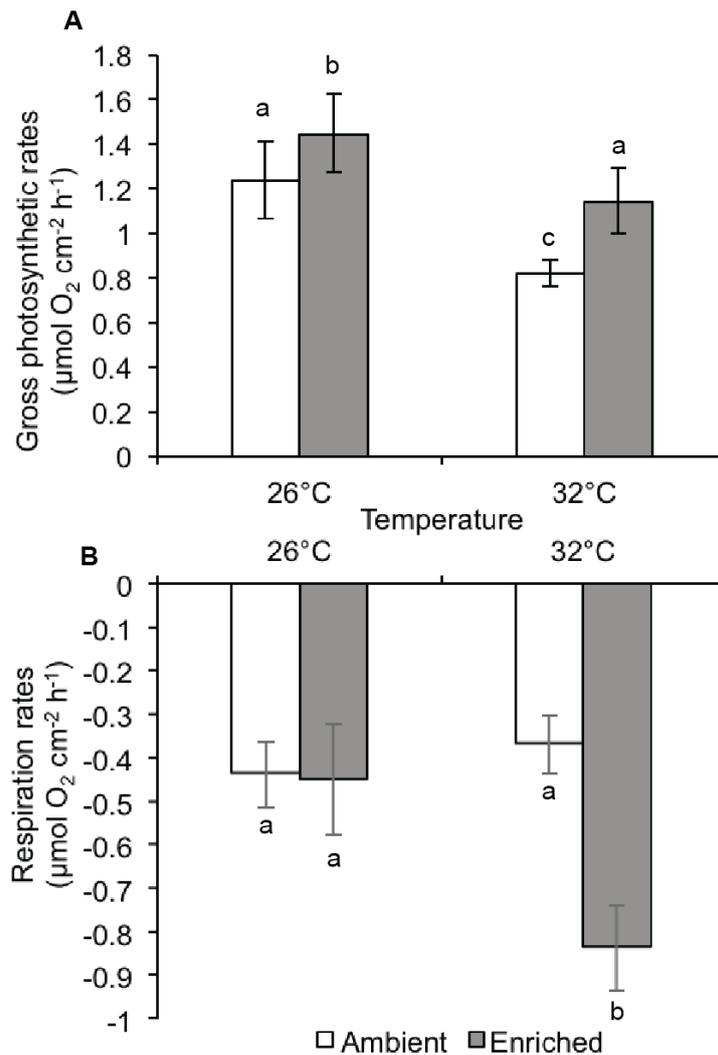 A
Gross photosynthetic rates
(µmol O₂ cm⁻² h⁻¹)
1.8
1.6
1.4
1.2
1
0.8
0.6
0.4
0.2
0
a
b
c
a
26°C
32°C
Temperature
B
26°C
32°C
Respiration rates
(µmol O₂ cm⁻² h⁻¹)
0
-0.1
-0.2
-0.3
-0.4
-0.5
-0.6
-0.7
-0.8
-0.9
-1
a
a
a
b
Ambient
Enriched